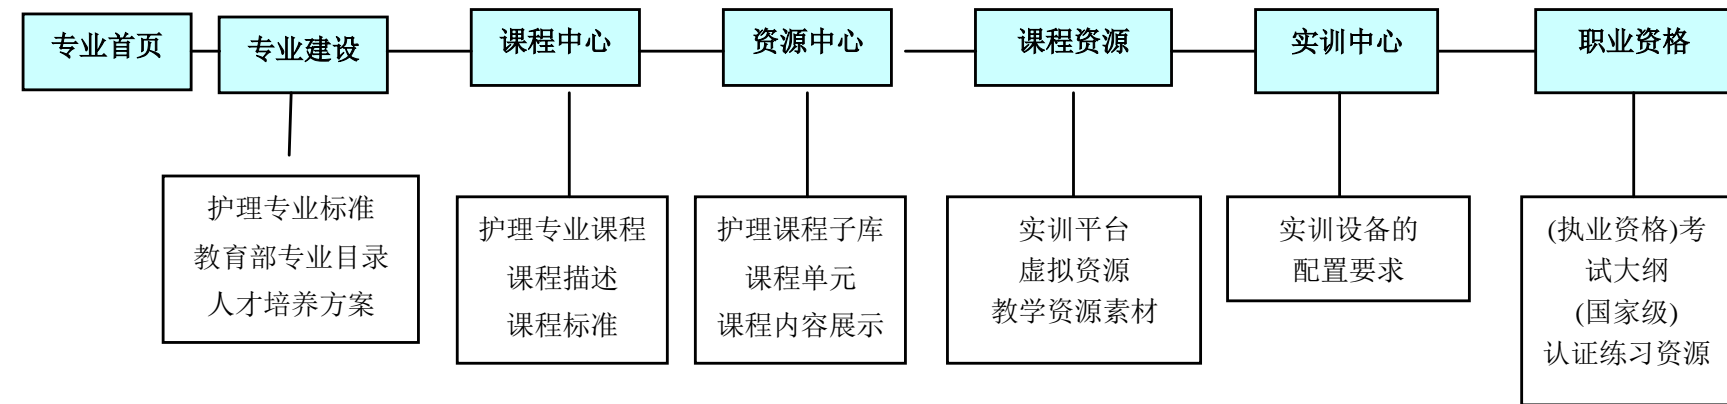 专业首页
专业建设
课程中心
资源中心
课程资源
实训中心
职业资格
护理专业标准
教育部专业目录
人才培养方案
护理专业课程
课程描述
课程标准
护理课程子库
课程单元
课程内容展示
实训平台
虚拟资源
教学资源素材
实训设备的
配置要求
(执业资格)考
试大纲
(国家级)
认证练习资源